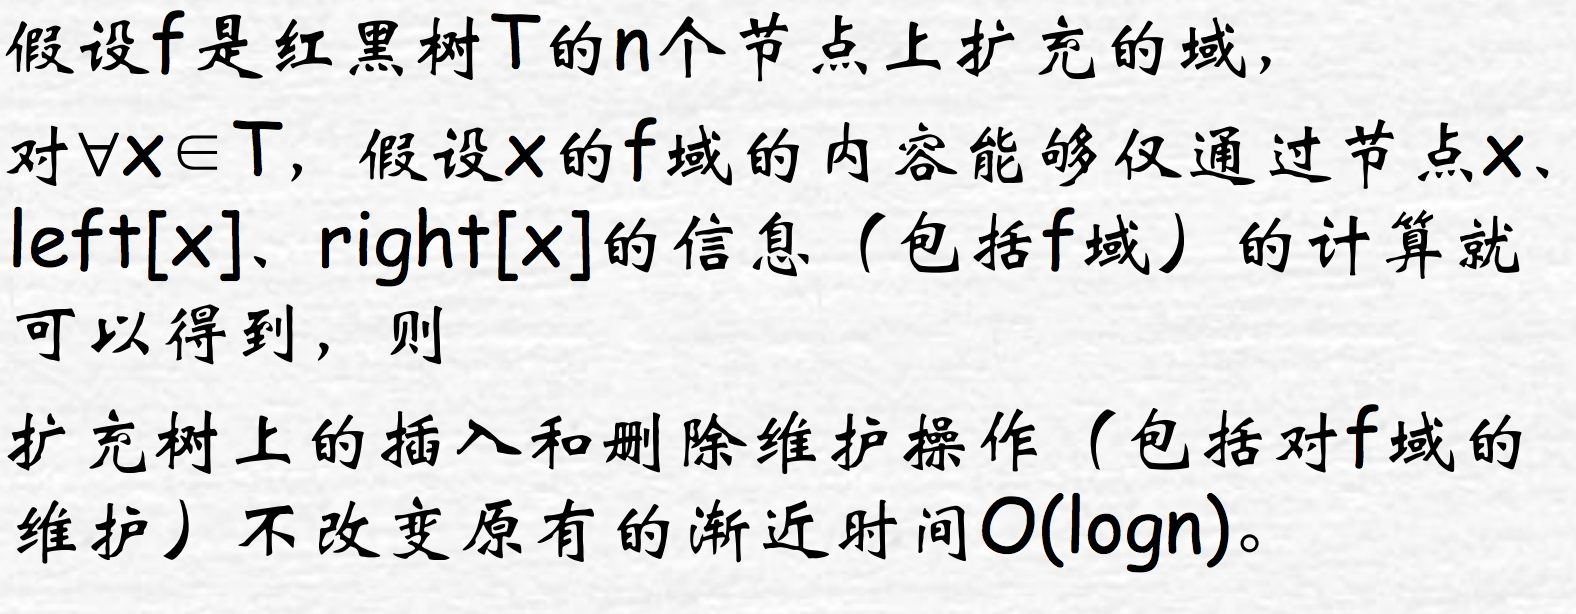 假设f是红黑树T的n个节点上扩充的域，
对∀x∈T，假设x的f域的内容能够仅通过节点x、
left[x]、right[x]的信息（包括f域）的计算就
可以得到，则
扩充树上的插入和删除维护操作（包括对f域的
维护）不改变原有的渐近时间O(logn)。